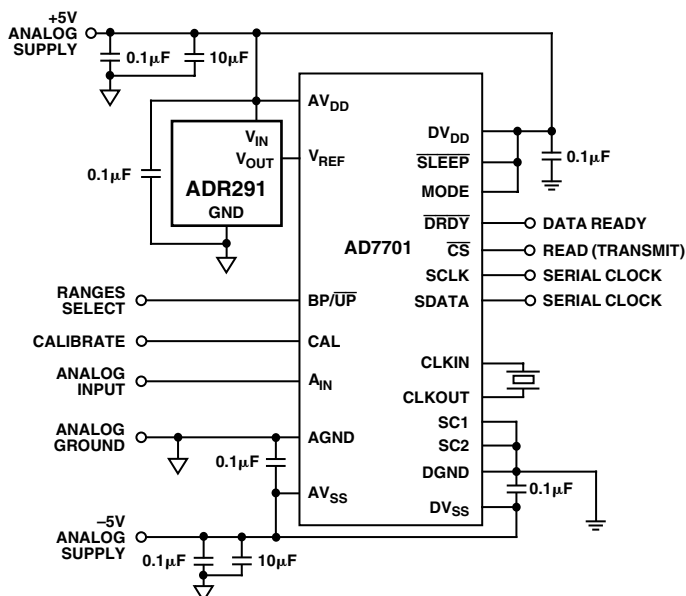 +5V
ANALOG
SUPPLY
0.1µF
10µF
AVDD
VIN
VOUT
VREF
0.1µF
ADR291
GND
DVDD
SLEEP
MODE
0.1µF
DRDY
DATA READY
AD7701
CS
READ (TRANSMIT)
SCLK
SERIAL CLOCK
SDATA
SERIAL CLOCK
RANGES
SELECT
BP/UP
CALIBRATE
CAL
ANALOG
INPUT
AIN
CLKIN
CLKOUT
ANALOG
GROUND
AGND
0.1µF
SC1
SC2
DGND
0.1µF
AVSS
DVSS
–5V
ANALOG
SUPPLY
0.1µF
10µF